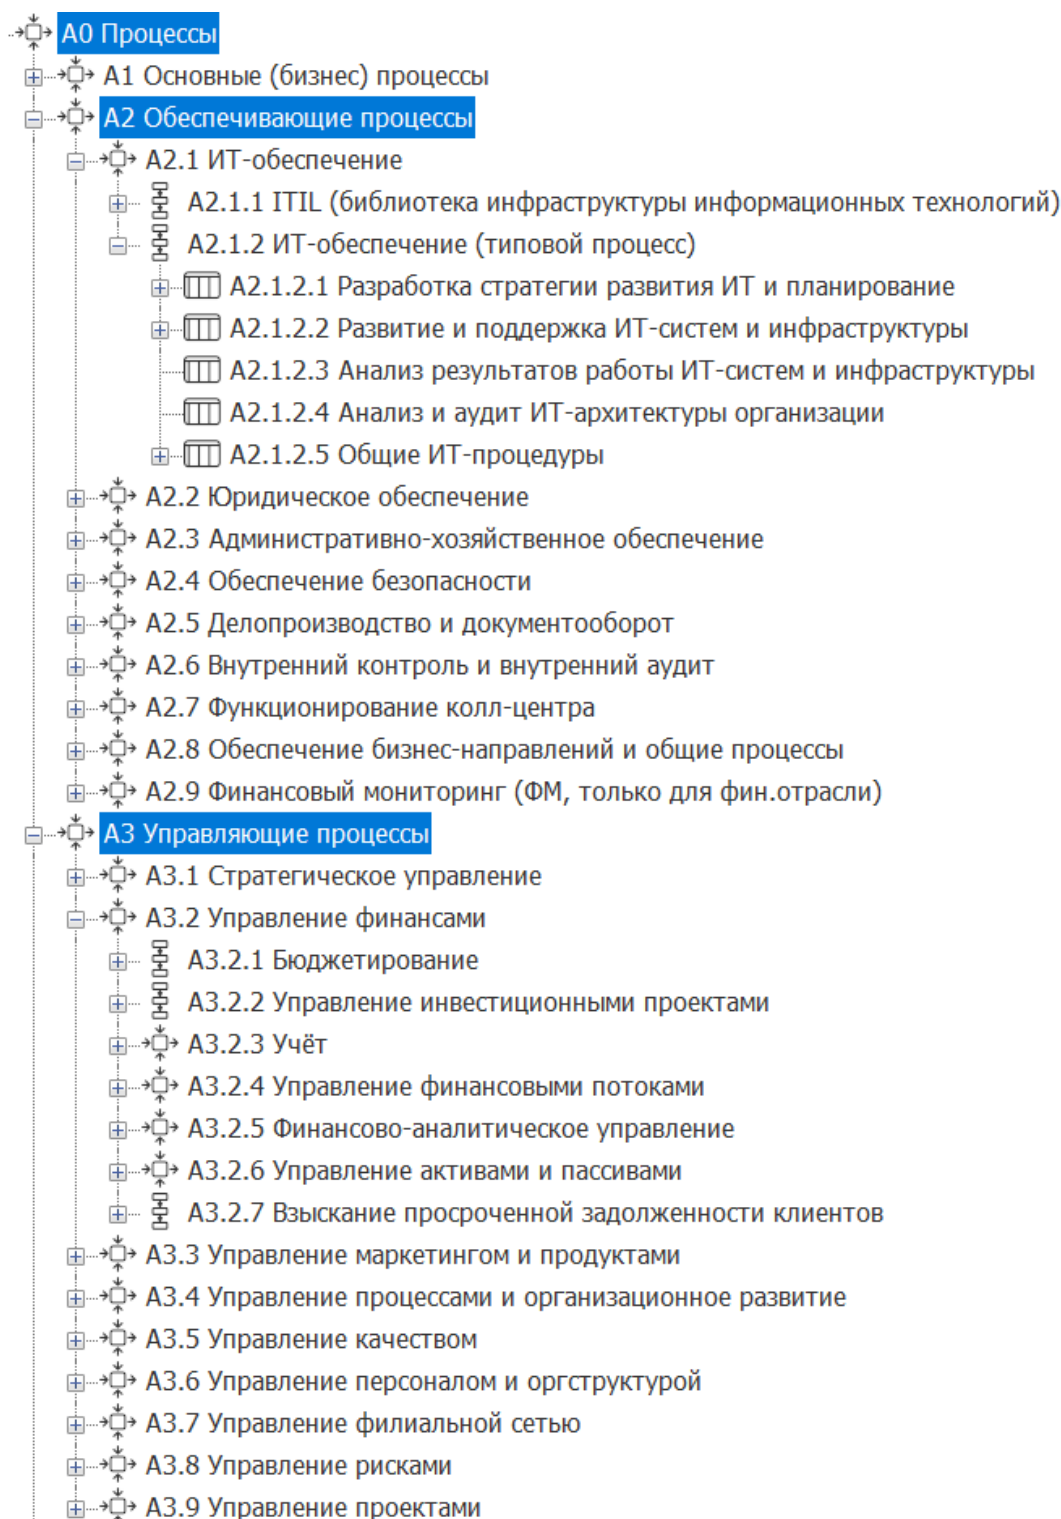 А0 Процессы
А1 Основные (бизнес) процессы
А2 Обеспечивающие процессы
А2.1 ИТ-обеспечение
А2.1.1 ITIL (библиотека инфраструктуры информационных технологий)
А2.1.2 ИТ-обеспечение (типовой процесс)
А2.1.2.1 Разработка стратегии развития ИТ и планирование
А2.1.2.2 Развитие и поддержка ИТ-систем и инфраструктуры
А2.1.2.3 Анализ результатов работы ИТ-систем и инфраструктуры
А2.1.2.4 Анализ и аудит ИТ-архитектуры организации
А2.1.2.5 Общие ИТ-процедуры
А2.2 Юридическое обеспечение
А2.3 Административно-хозяйственное обеспечение
А2.4 Обеспечение безопасности
А2.5 Делопроизводство и документооборот
А2.6 Внутренний контроль и внутренний аудит
А2.7 Функционирование колл-центра
А2.8 Обеспечение бизнес-направлений и общие процессы
А2.9 Финансовый мониторинг (ФМ, только для фин.отрасли)
А3 Управляющие процессы
А3.1 Стратегическое управление
А3.2 Управление финансами
А3.2.1 Бюджетирование
А3.2.2 Управление инвестиционными проектами
А3.2.3 Учёт
А3.2.4 Управление финансовыми потоками
А3.2.5 Финансово-аналитическое управление
А3.2.6 Управление активами и пассивами
А3.2.7 Взыскание просроченной задолженности клиентов
А3.3 Управление маркетингом и продуктами
А3.4 Управление процессами и организационное развитие
А3.5 Управление качеством
А3.6 Управление персоналом и оргструктурой
А3.7 Управление филиальной сетью
А3.8 Управление рисками
А3.9 Управление проектами